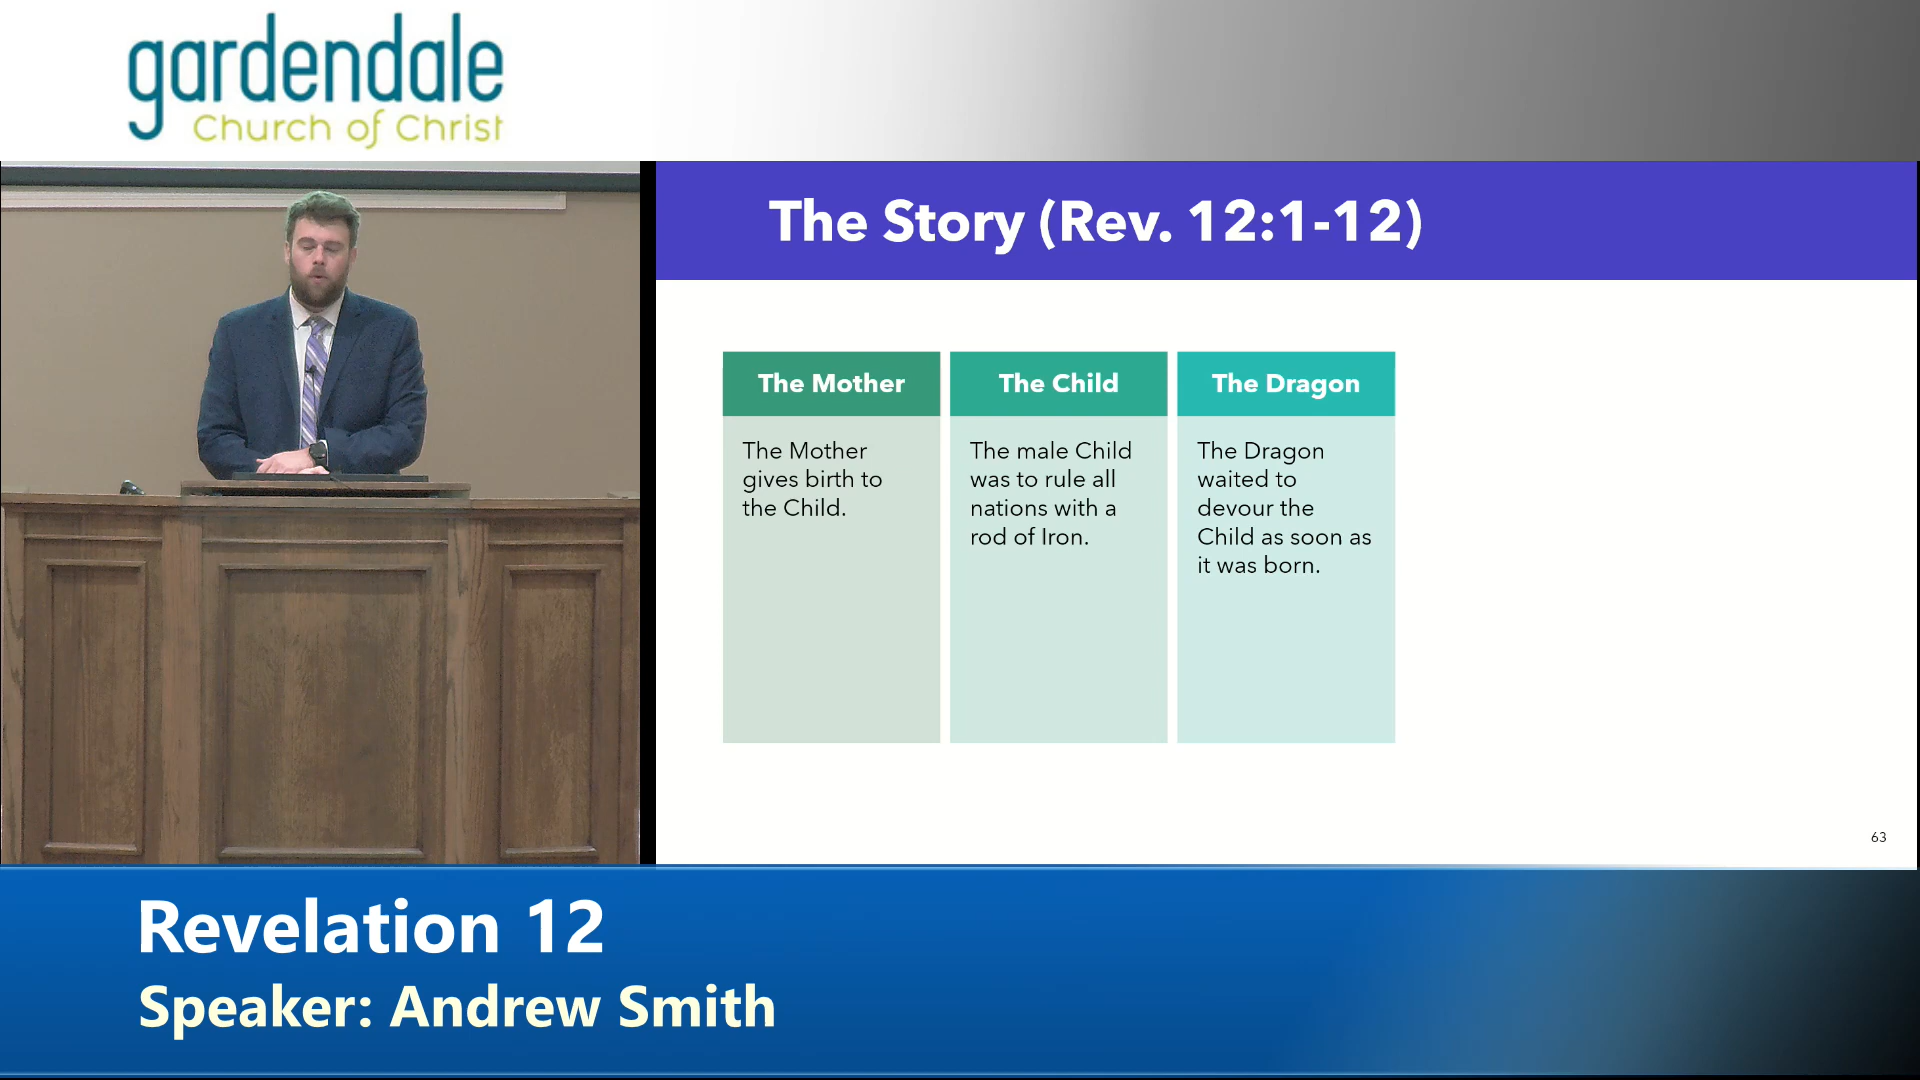 gardendale
Church of Christ
The Story (Rev. 12:1-12)
The Mother
The Mother
gives birth to
the Child.
The Child
The male Child
was to rule all
nations with a
rod of Iron.
The Dragon
The Dragon
waited to
devour the
Child as soon as
it was born.
63
Revelation 12
Speaker: Andrew Smith